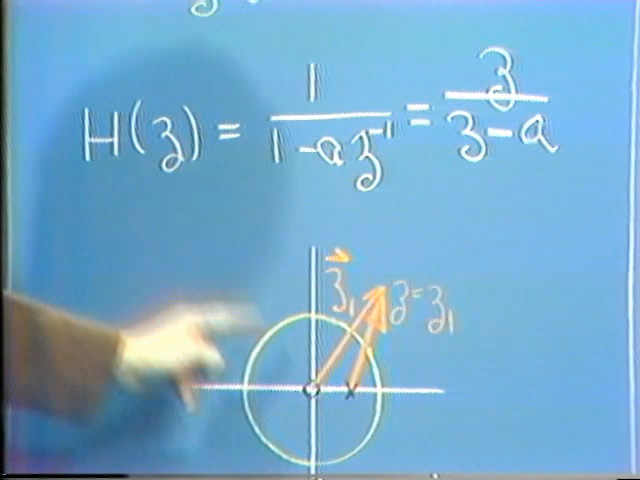 H(z) = 1/(1-az⁻¹) = z/(z-a)
z⃗₁ z=z₁